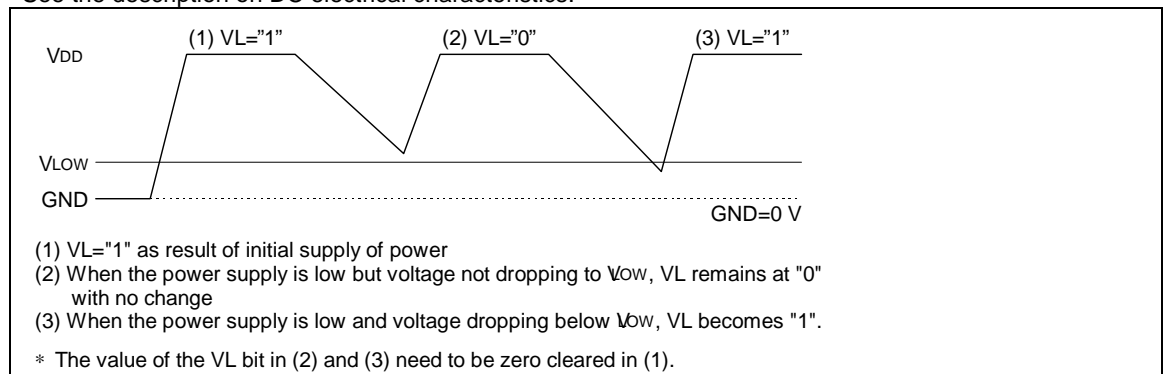 See the description on DC electrical characteristics.
(1) VL="1" (2) VL="0" (3) VL="1"
VDD
VLOW
GND
GND=0 V
(1) VL="1" as result of initial supply of power
(2) When the power supply is low but voltage not dropping to VLOW, VL remains at "0"
with no change
(3) When the power supply is low and voltage dropping below VLOW, VL becomes "1".
* The value of the VL bit in (2) and (3) need to be zero cleared in (1).